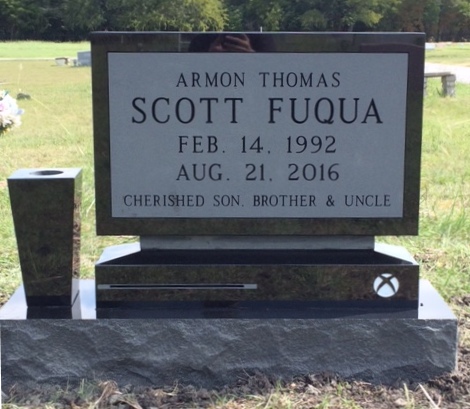 ARMON THOMAS
SCOTT FUQUA
FEB. 14, 1992
AUG. 21, 2016
CHERISHED SON, BROTHER & UNCLE